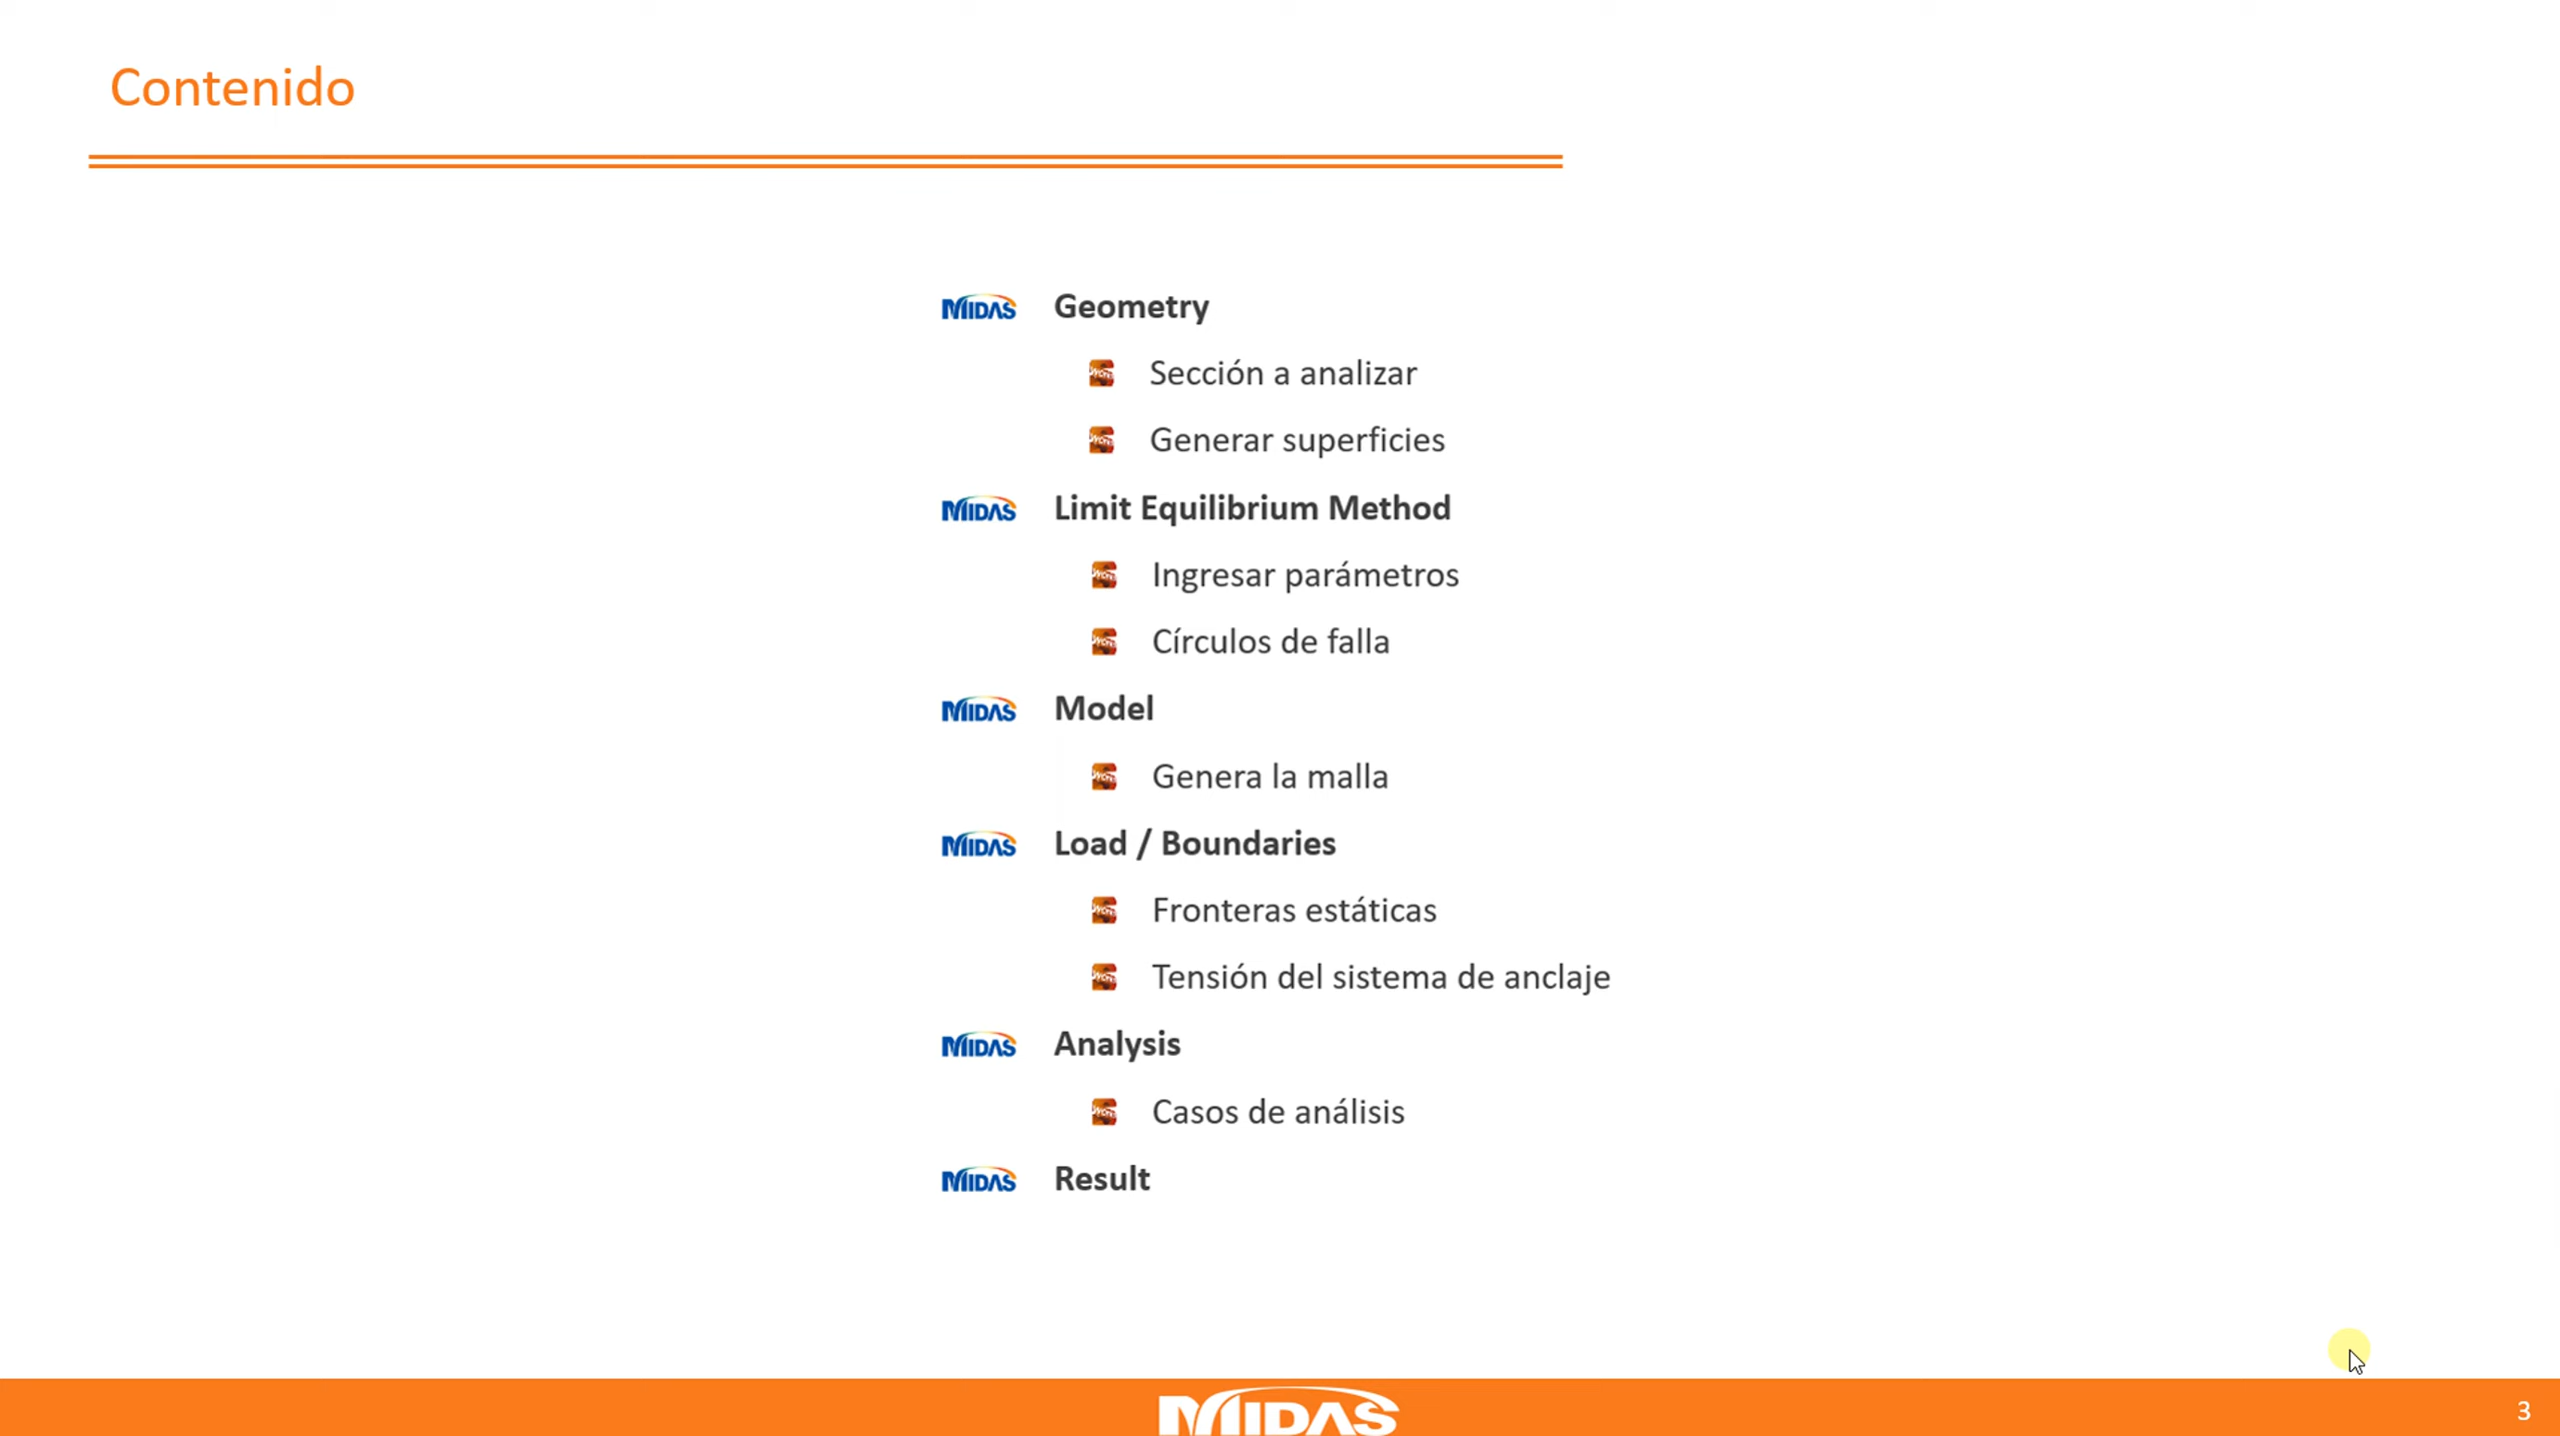 Contenido
MIDAS Geometry
Sección a analizar
Generar superficies
MIDAS Limit Equilibrium Method
Ingresar parámetros
Círculos de falla
MIDAS Model
Genera la malla
MIDAS Load / Boundaries
Fronteras estáticas
Tensión del sistema de anclaje
MIDAS Analysis
Casos de análisis
MIDAS Result
MIDAS
3